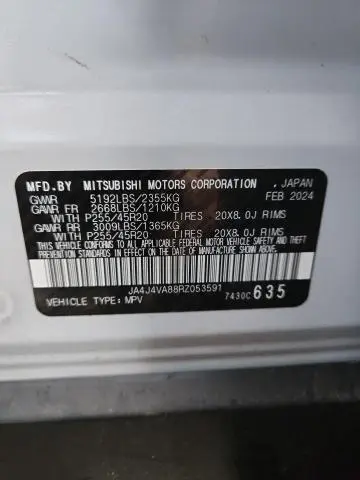 MFD.BY MITSUBISHI MOTORS CORPORATION , JAPAN
GVWR 5192LBS/2355KG FEB 2024
GAWR FR 2668LBS/1210KG
WITH P255/45R20 TIRES 20X8.0J RIMS
GAWR RR 3009LBS/1365KG
WITH P255/45R20 TIRES 20X8.0J RIMS
THIS VEHICLE CONFORMS TO ALL APPLICABLE
FEDERAL MOTOR VEHICLE SAFETY AND THEFT
PREVENTION STANDARDS IN EFFECT ON THE DATE
OF MANUFACTURE SHOWN ABOVE.
JA4J4VA88RZ053591
VEHICLE TYPE: MPV 7430C 635